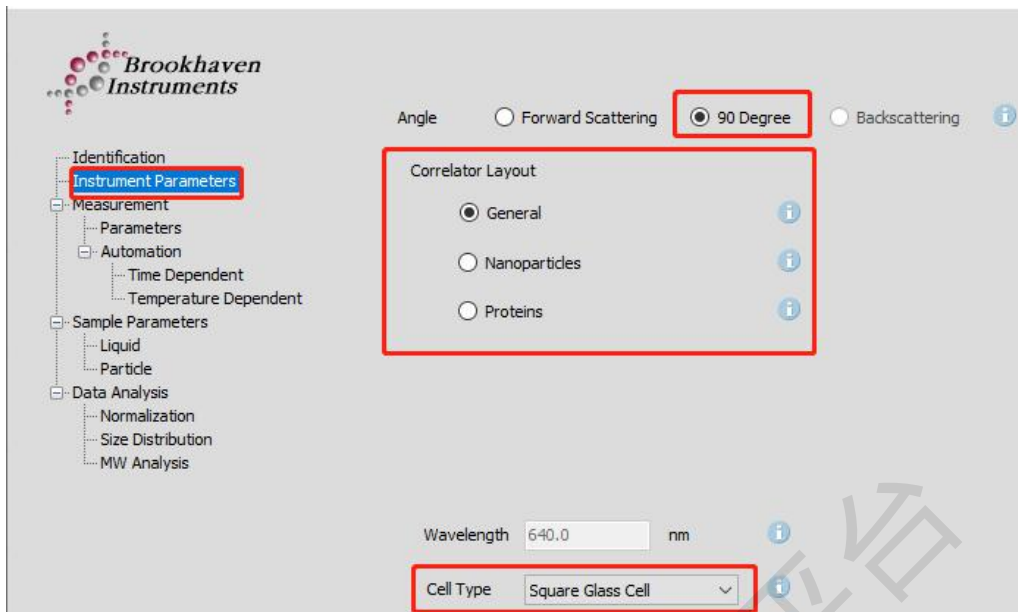 Brookhaven
Instruments
Angle Forward Scattering 90 Degree Backscattering
Identification
Instrument Parameters
Measurement
Parameters
Automation
Time Dependent
Temperature Dependent
Sample Parameters
Liquid
Particle
Data Analysis
Normalization
Size Distribution
MW Analysis
Correlator Layout
General
Nanoparticles
Proteins
Wavelength 640.0 nm
Cell Type Square Glass Cell
平台